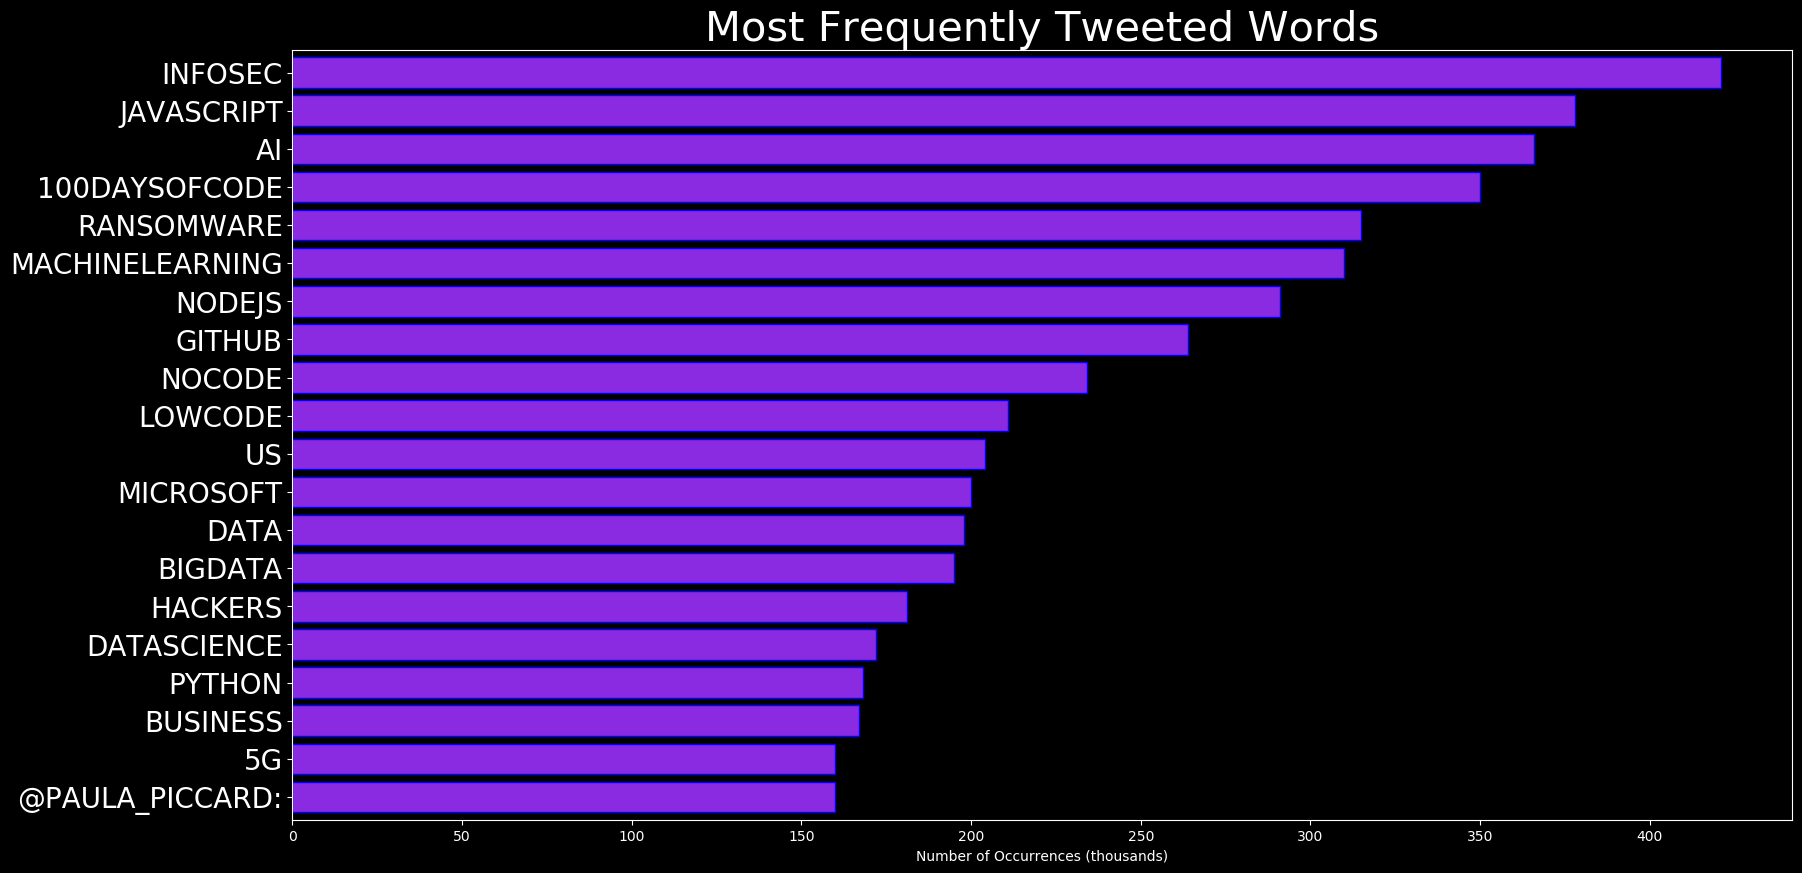 Most Frequently Tweeted Words
INFOSEC
JAVASCRIPT
AI
100DAYSOFCODE
RANSOMWARE
MACHINELEARNING
NODEJS
GITHUB
NOCODE
LOWCODE
US
MICROSOFT
DATA
BIGDATA
HACKERS
DATASCIENCE
PYTHON
BUSINESS
5G
@PAULA_PICCARD:
0 50 100 150 200 250 300 350 400
Number of Occurrences (thousands)